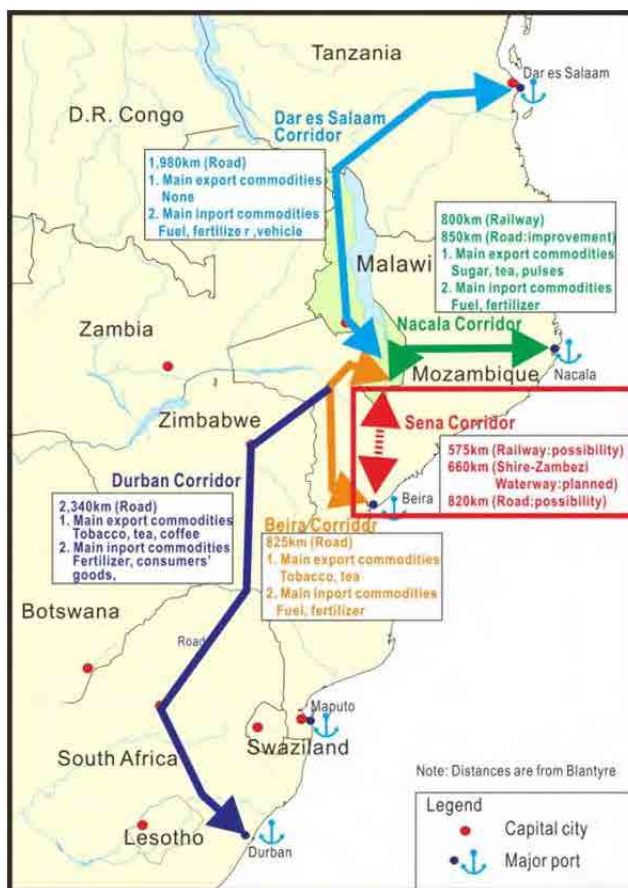 Tanzania
Dar es Salaam
D.R. Congo
Dar es Salaam
Corridor
1,980km (Road)
1. Main export commodities
None
2. Main inport commodities
Fuel, fertilize r ,vehicie
800km (Railway)
850km (Road:improvement)
1. Main export commodities
Sugar, tea, pulses
2. Main inport commodities
Fuel, fertilizer
Malawi
Zambia
Nacala Corridor
Mozambique
Nacala
Zimbabwe
Sena Corridor
575km (Railway:possibility)
660km (Shire-Zambezi
Waterway:planned)
820km (Road:possibility)
Durban Corridor
2,340km (Road)
1. Main export commodities
Tobacco, tea, coffee
2. Main inport commodities
Fertilizer, consumers'
goods,
Beira
Beira Corridor
825km (Road)
1. Main export commodities
Tobacco, tea
2. Main inport commodities
Fuel, fertilizer
Botswana
Road
Maputo
Swaziland
South Africa
Note: Distances are from Blantyre
Legend
Capital city
Major port
Lesotho
Durban